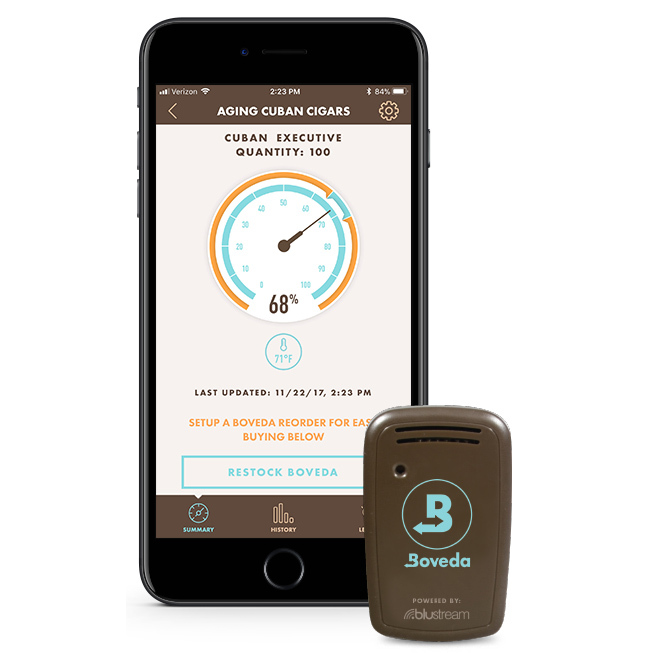 Verizon
2:23 PM
84%
AGING CUBAN CIGARS
CUBAN EXECUTIVE
QUANTITY: 100
0
10
20
30
40
50
60
70
80
90
100
68%
71°F
LAST UPDATED: 11/22/17, 2:23 PM
SETUP A BOVEDA REORDER FOR EAS
BUYING BELOW
RESTOCK BOVEDA
SUMMARY
HISTORY
LE
B
Boveda
POWERED BY:
blustream